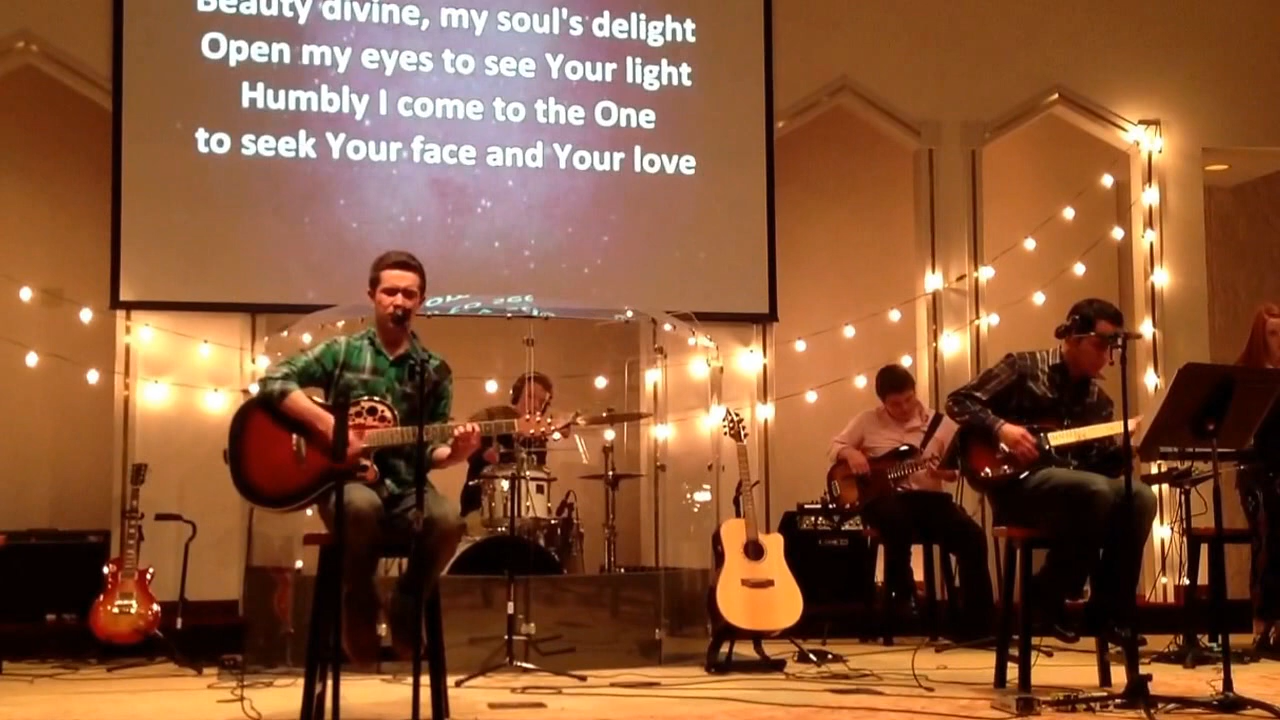 Beauty divine, my soul's delight
Open my eyes to see Your light
Humbly I come to the One
to seek Your face and Your love